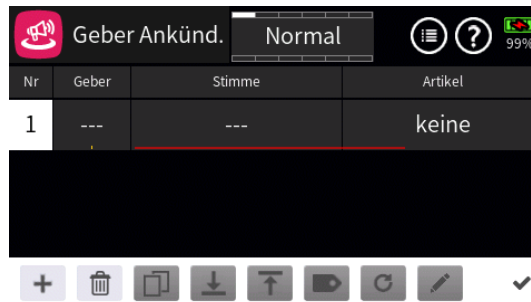 Geber Ankünd.
Normal
99%
Nr Geber Stimme Artikel
1 --- --- keine